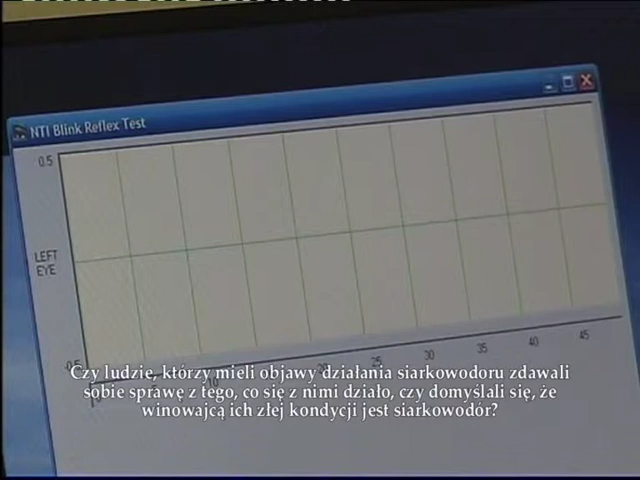 NTI Blink Reflex Test
0.5
LEFT
EYE
-0.5
10
25
30
35
40
45
Czy ludzie, którzy mieli objawy działania siarkowodoru zdawali
sobie sprawę z tego, co się z nimi działo, czy domyślali się, że
winowajcą ich złej kondycji jest siarkowodór?